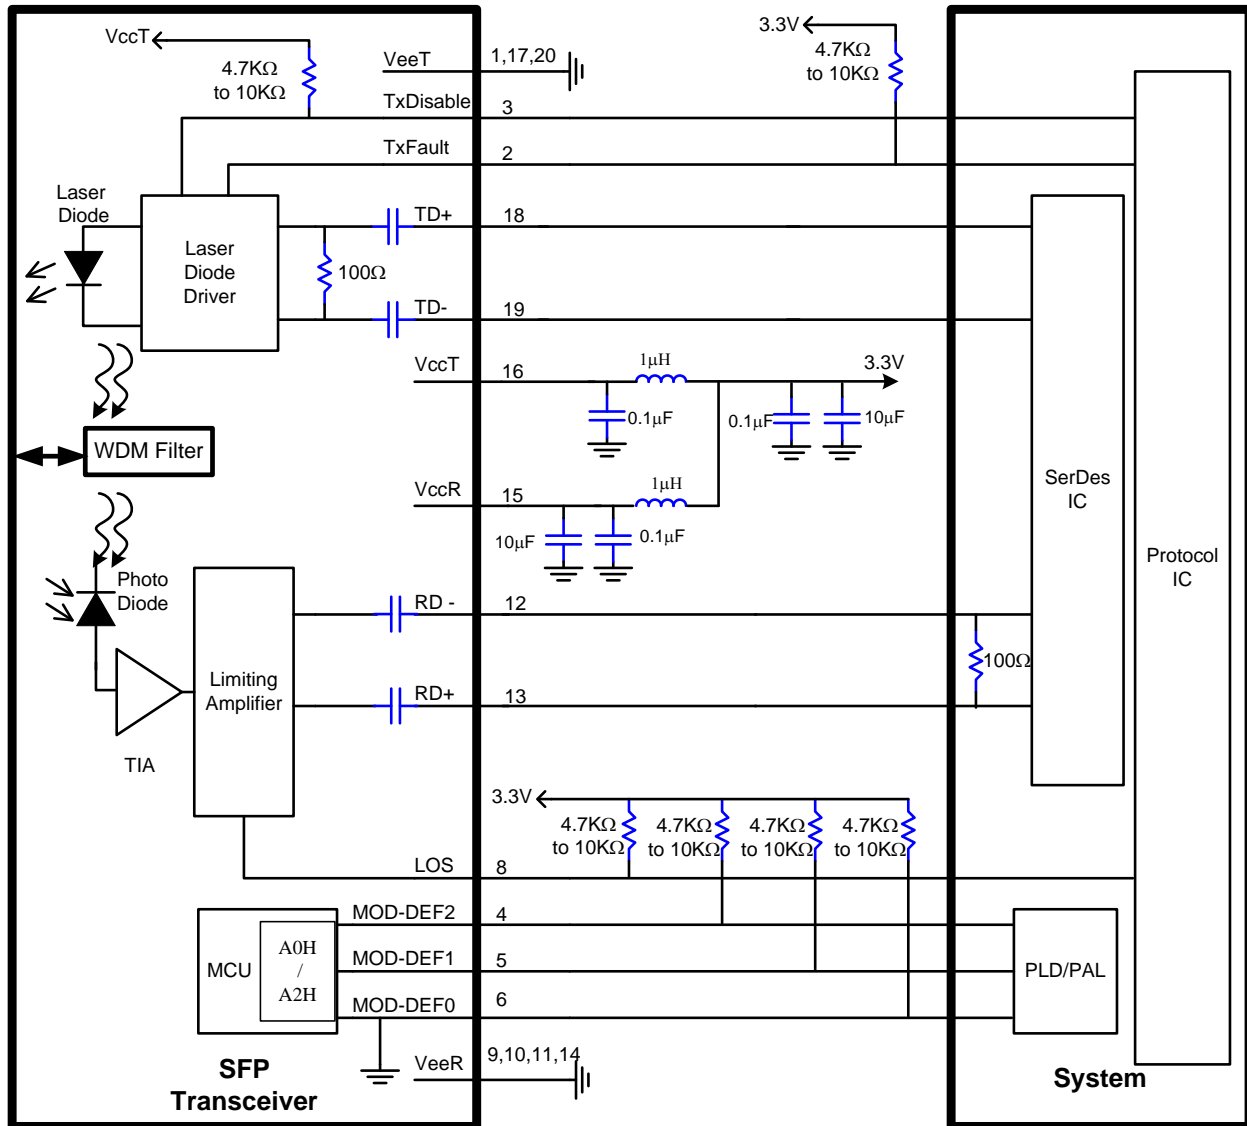 VccT
4.7KΩ
to 10KΩ
VeeT
1,17,20
3.3V
4.7KΩ
to 10KΩ
TxDisable
3
TxFault
2
Laser
Diode
Laser
Diode
Driver
TD+
18
100Ω
TD-
19
VccT
16
1μH
3.3V
0.1μF
0.1μF
10μF
WDM Filter
VccR
15
1μH
10μF
0.1μF
SerDes
IC
Protocol
IC
Photo
Diode
RD -
12
Limiting
Amplifier
100Ω
RD+
13
TIA
3.3V
4.7KΩ
to 10KΩ
4.7KΩ
to 10KΩ
4.7KΩ
to 10KΩ
4.7KΩ
to 10KΩ
LOS
8
MOD-DEF2
4
MCU
A0H
/
A2H
MOD-DEF1
5
PLD/PAL
MOD-DEF0
6
VeeR
9,10,11,14
SFP
Transceiver
System